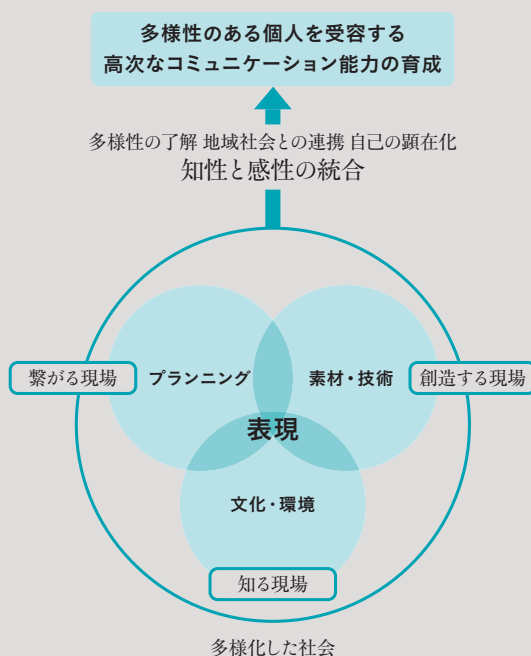 多様性のある個人を受容する
高次なコミュニケーション能力の育成
多様性の了解 地域社会との連携 自己の顕在化
知性と感性の統合
繋がる現場
プランニング
素材・技術
創造する現場
表現
文化・環境
知る現場
多様化した社会